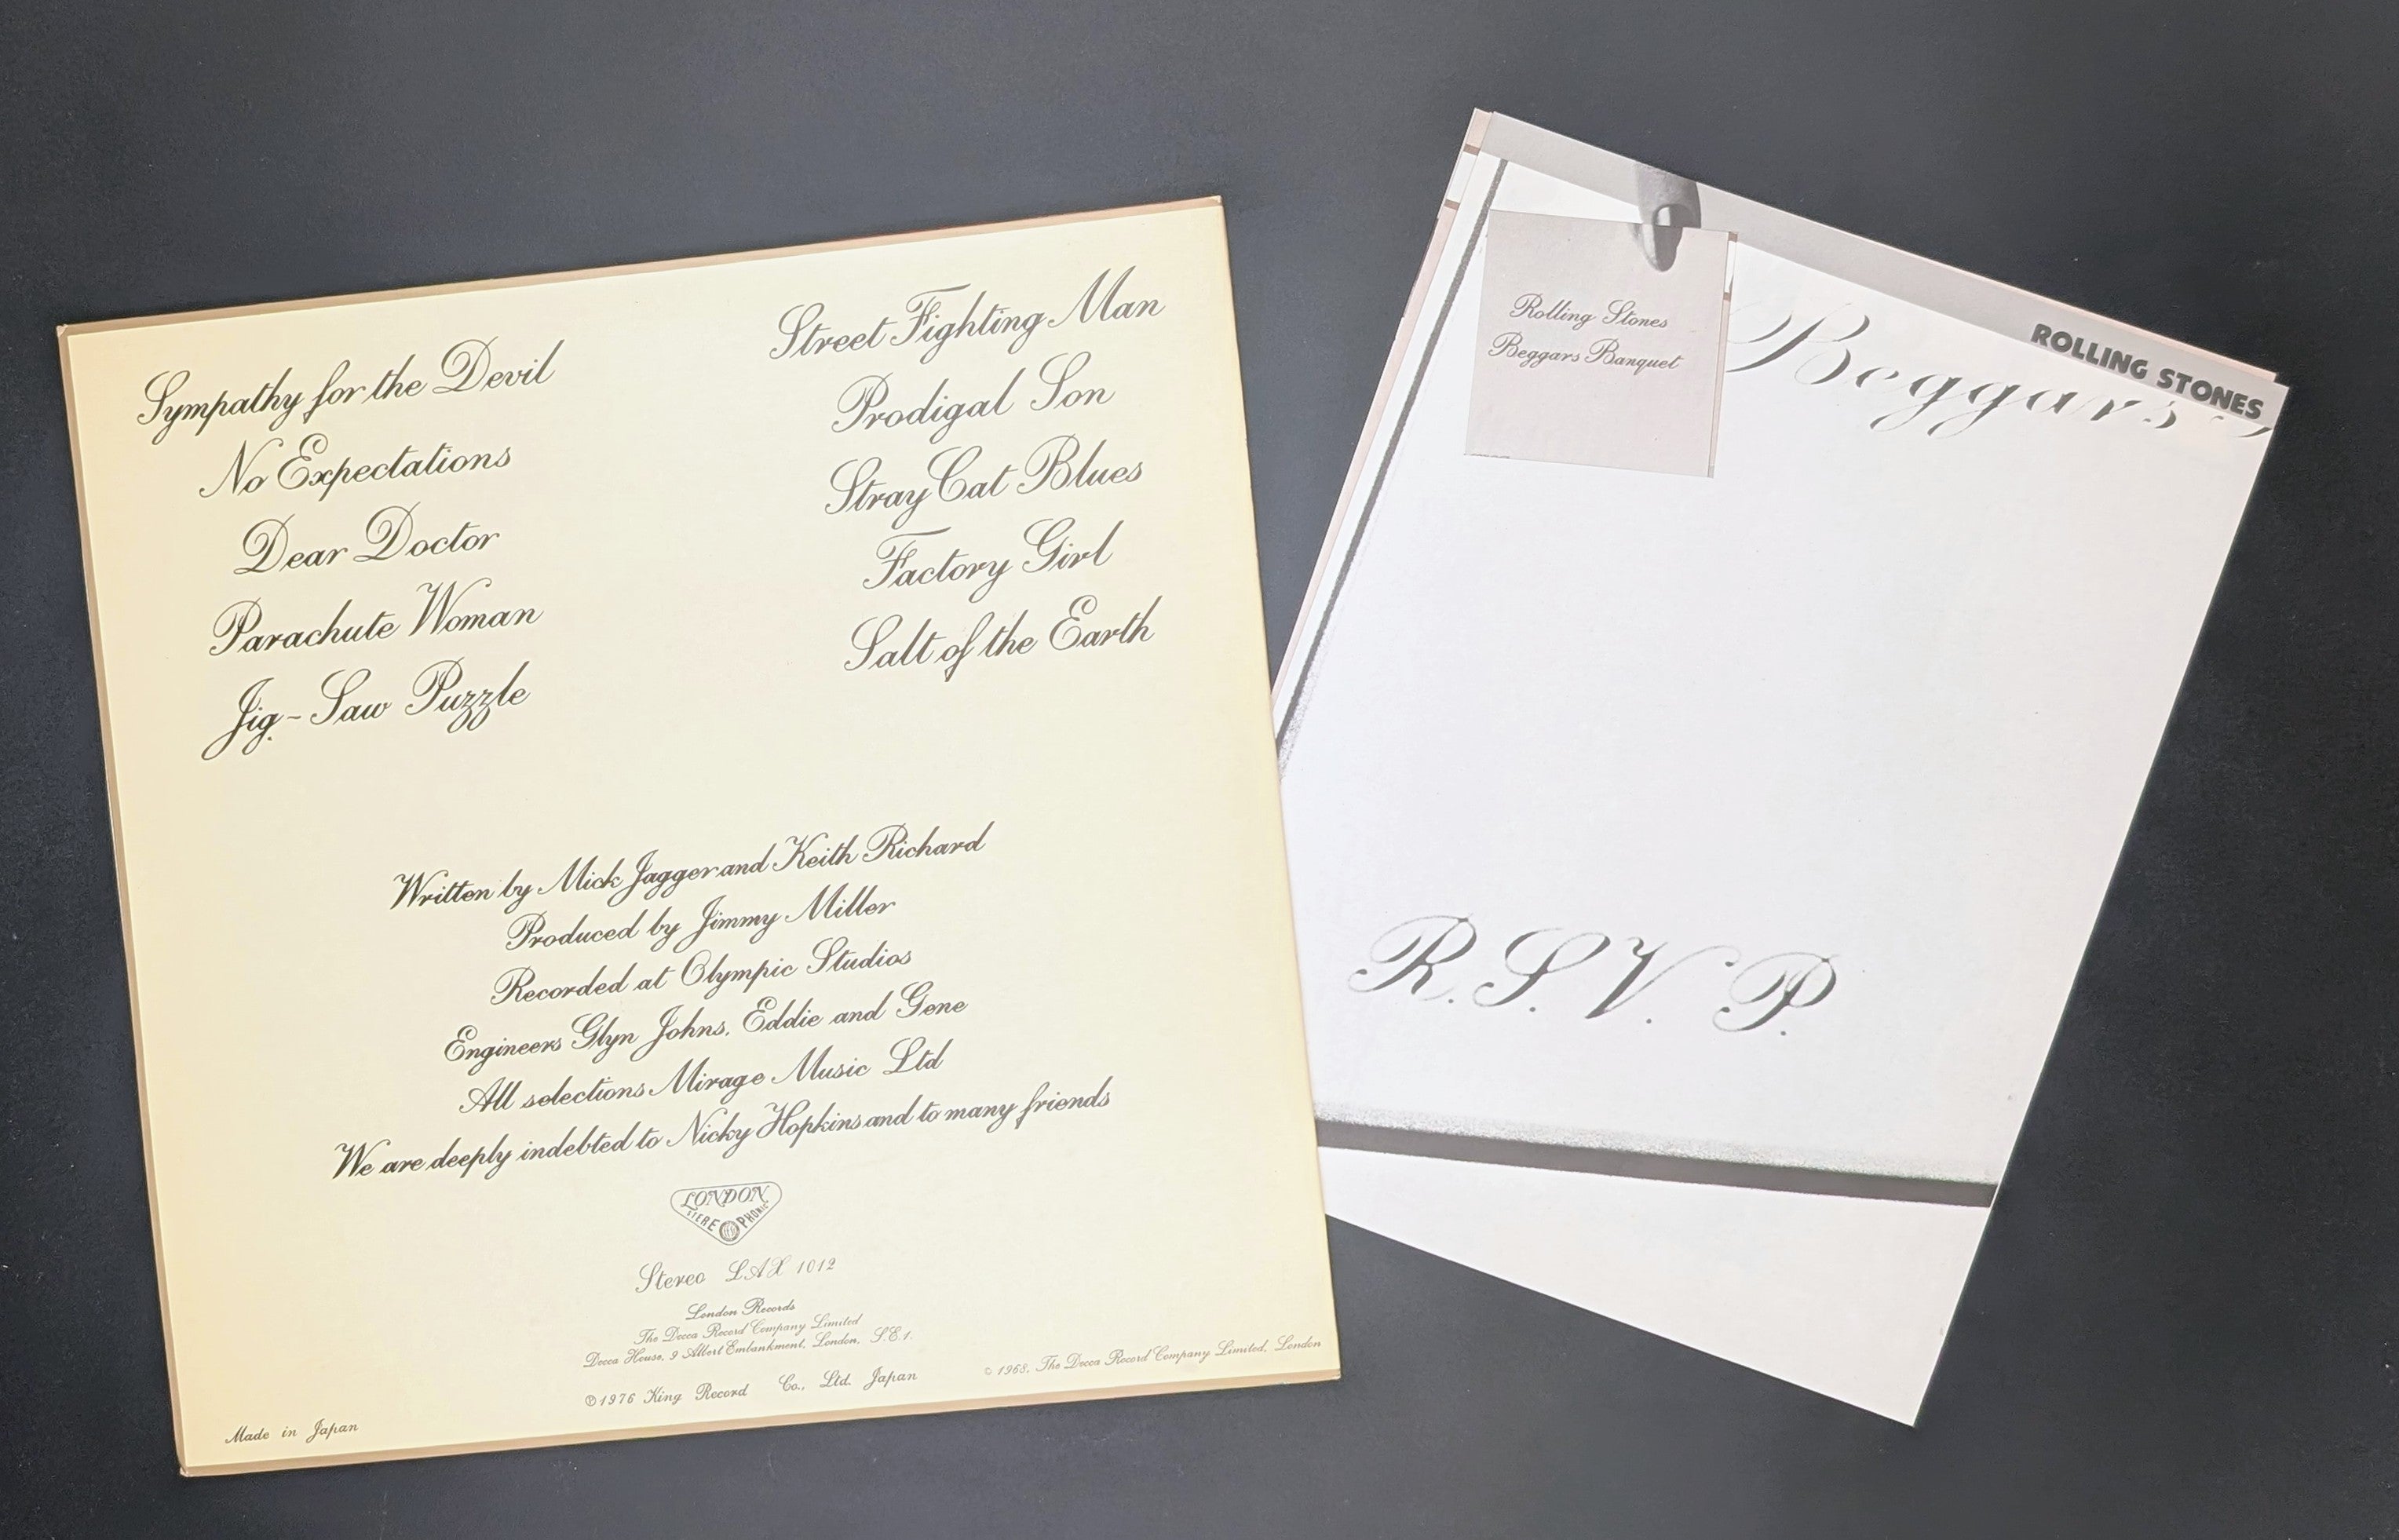 Sympathy for the Devil
No Expectations
Dear Doctor
Parachute Woman
Jig-Saw Puzzle
Street Fighting Man
Prodigal Son
Stray Cat Blues
Factory Girl
Salt of the Earth
Written by Mick Jagger and Keith Richard
Produced by Jimmy Miller
Recorded at Olympic Studios
Engineers Glyn Johns, Eddie and Gene
All selections Mirage Music Ltd
We are deeply indebted to Nicky Hopkins and to many friends
LONDON
STEREOPHONIC
Stereo LAX 1012
London Records
The Decca Record Company Limited
Decca House, 9 Albert Embankment, London, S.E.1.
℗1976 King Record Co., Ltd. Japan
© 1968, The Decca Record Company Limited, London
Made in Japan
ROLLING STONES
Rolling Stones
Beggars Banquet
Beggars
R.S.V.P.